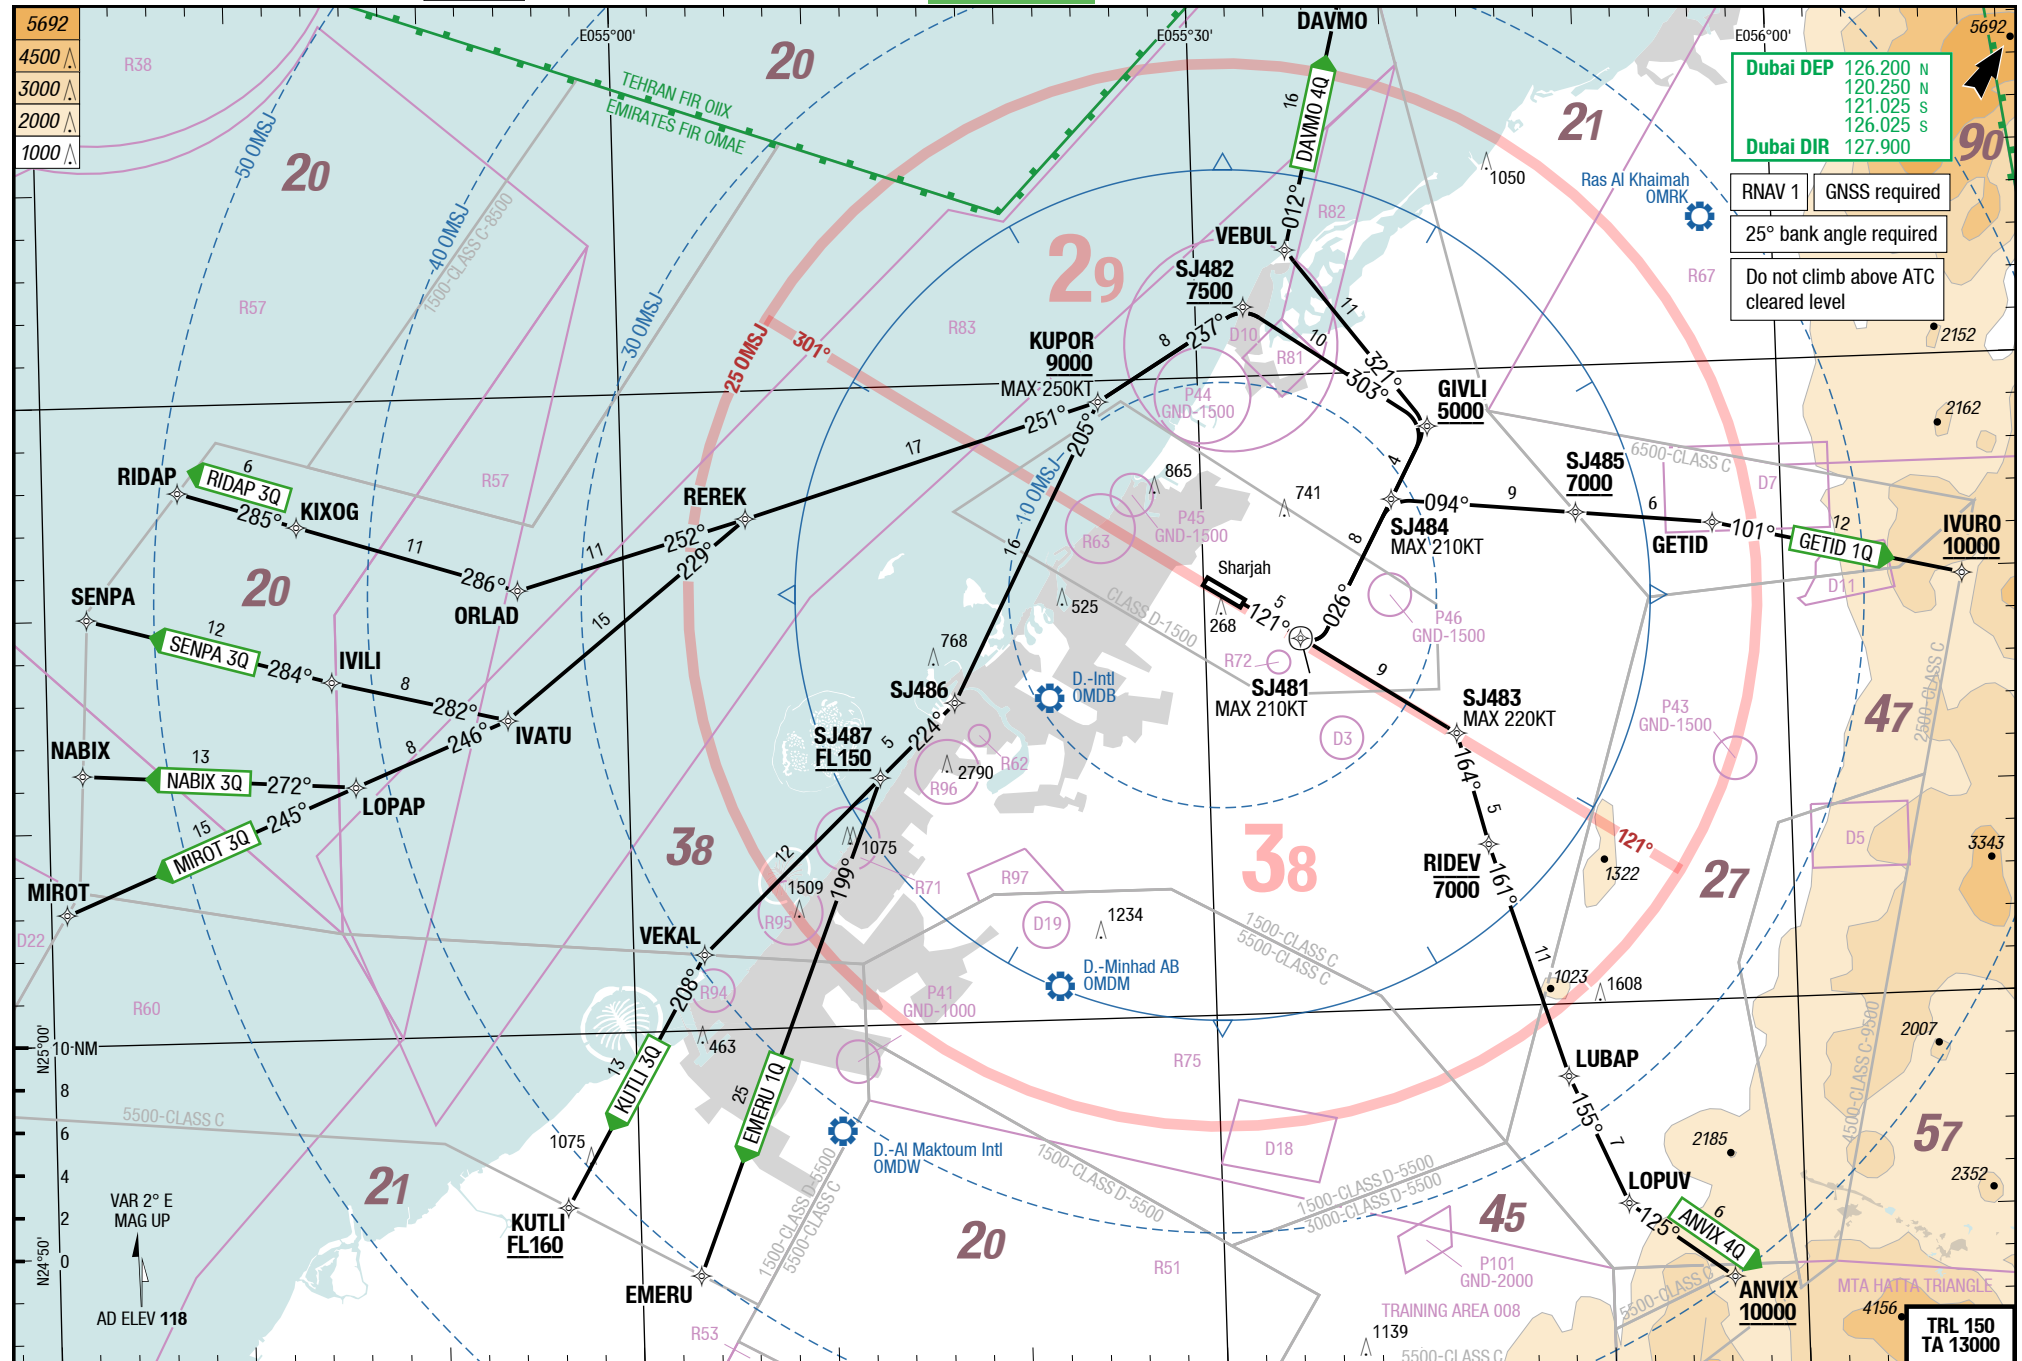 5692
4500
3000
2000
1000
R38
20
E055°00'
E055°30'
DAVMO
E056°00'
5692
TEHRAN FIR OIIX
EMIRATES FIR OMAE
50 OMSJ
40 OMSJ
30 OMSJ
25 OMSJ
10 OMSJ
20
1500-CLASS C-8500
16
DAVMO 4Q
012°
21
1050
Dubai DEP 126.200 N
120.250 N
121.025 S
126.025 S
Dubai DIR 127.900
90
Ras Al Khaimah
OMRK
RNAV 1
GNSS required
25° bank angle required
Do not climb above ATC
cleared level
R82
R67
VEBUL
SJ482
7500
29
R57
R83
301°
KUPOR
9000
MAX 250KT
8
237°
D10
R81
10
11
321°
303°
2152
GIVLI
5000
2162
P44
GND-1500
251°
205°
17
6500-CLASS C
RIDAP
6
RIDAP 3Q
285°
KIXOG
R57
REREK
865
741
4
SJ485
7000
D7
094°
9
6
GETID
101°
12
GETID 1Q
IVURO
10000
SJ484
MAX 210KT
P45
GND-1500
R63
11
286°
ORLAD
11
252°
229°
16
8
Sharjah
5
121°
268
026°
D11
20
SENPA
12
SENPA 3Q
284°
IVILI
8
282°
IVATU
15
525
CLASS D-1500
P46
GND-1500
R72
768
SJ486
D.-Intl
OMDB
SJ481
MAX 210KT
9
SJ483
MAX 220KT
P43
GND-1500
47
2500-CLASS C
NABIX
13
NABIX 3Q
272°
LOPAP
8
246°
SJ487
FL150
5
224°
R62
2790
R96
D3
164°
5
15
MIROT 3Q
245°
MIROT
38
12
1075
38
RIDEV
7000
121°
1322
27
D5
3343
1509
199°
R71
R97
161°
R95
D22
VEKAL
D19
1234
1500-CLASS C
5500-CLASS C
D.-Minhad AB
OMDM
11
1023
1608
R60
208°
R94
P41
GND-1000
2007
N25°00'
10 NM
8
6
4
2
0
N24°50'
463
R75
LUBAP
4500-CLASS C-9500
5500-CLASS C
13
KUTLI 3Q
25
EMERU 1Q
155°
7
57
1075
D.-Al Maktoum Intl
OMDW
D18
2185
2352
21
VAR 2° E
MAG UP
AD ELEV 118
KUTLI
FL160
1500-CLASS D-5500
5500-CLASS C
1500-CLASS D-5500
1500-CLASS D-5500
3000-CLASS D-5500
LOPUV
6
125°
ANVIX 4Q
20
45
R51
P101
GND-2000
EMERU
R53
TRAINING AREA 008
1139
5500-CLASS C
5500-CLASS C
ANVIX
10000
MTA HATTA TRIANGLE
4156
TRL 150
TA 13000